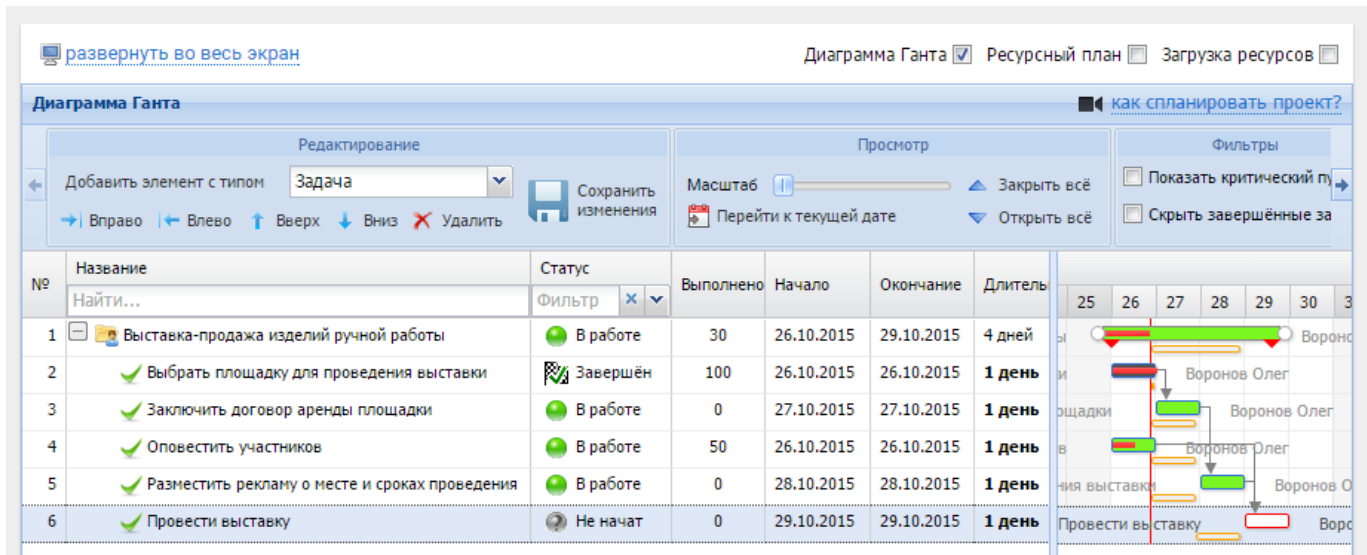 развернуть во весь экран Диаграмма Ганта Ресурсный план Загрузка ресурсов
Диаграмма Ганта как спланировать проект?
Редактирование Просмотр Фильтры
Добавить элемент с типом Задача Сохранить изменения Масштаб Закрыть всё Показать критический пу
Вправо Влево Вверх Вниз Удалить Перейти к текущей дате Открыть всё Скрыть завершённые за
№ Название Статус Выполнено Начало Окончание Длитель
Найти... Фильтр 25 26 27 28 29 30 3
1 Выставка-продажа изделий ручной работы В работе 30 26.10.2015 29.10.2015 4 дней ы Вороно
2 Выбрать площадку для проведения выставки Завершён 100 26.10.2015 26.10.2015 1 день и Воронов Олег
3 Заключить договор аренды площадки В работе 0 27.10.2015 27.10.2015 1 день ощадки Воронов Олег
4 Оповестить участников В работе 50 26.10.2015 26.10.2015 1 день в Воронов Олег
5 Разместить рекламу о месте и сроках проведения В работе 0 28.10.2015 28.10.2015 1 день ния выставки Воронов О
6 Провести выставку Не начат 0 29.10.2015 29.10.2015 1 день Провести выставку Воро